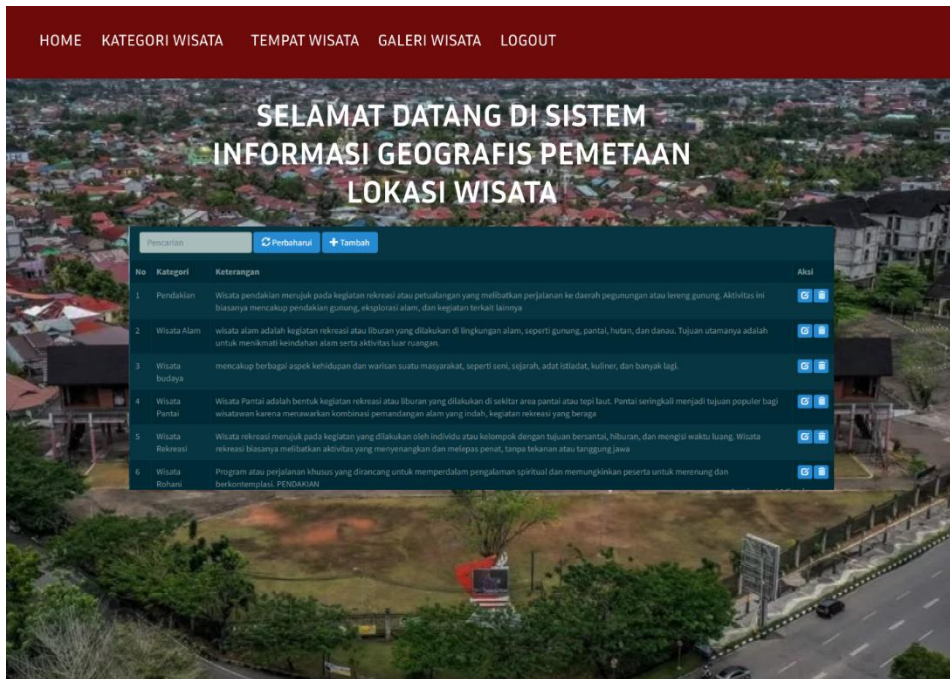 HOME KATEGORI WISATA TEMPAT WISATA GALERI WISATA LOGOUT
SELAMAT DATANG DI SISTEM
INFORMASI GEOGRAFIS PEMETAAN
LOKASI WISATA
Pencarian Perbaharui Tambah
No Kategori Keterangan Aksi
1 Pendakian Wisata pendakian merujuk pada kegiatan rekreasi atau petualangan yang melibatkan perjalanan ke daerah pegunungan atau lereng gunung. Aktivitas ini
biasanya mencakup pendakian gunung, eksplorasi alam, dan kegiatan terkait lainnya
2 Wisata Alam wisata alam adalah kegiatan rekreasi atau liburan yang dilakukan di lingkungan alam, seperti gunung, pantai, hutan, dan danau. Tujuan utamanya adalah
untuk menikmati keindahan alam serta aktivitas luar ruangan.
3 Wisata mencakup berbagai aspek kehidupan dan warisan suatu masyarakat, seperti seni, sejarah, adat istiadat, kuliner, dan banyak lagi.
budaya
4 Wisata Wisata Pantai adalah bentuk kegiatan rekreasi atau liburan yang dilakukan di sekitar area pantai atau tepi laut. Pantai seringkali menjadi tujuan populer bagi
Pantai wisatawan karena menawarkan kombinasi pemandangan alam yang indah, kegiatan rekreasi yang beraga
5 Wisata Wisata rekreasi merujuk pada kegiatan yang dilakukan oleh individu atau kelompok dengan tujuan bersantai, hiburan, dan mengisi waktu luang. Wisata
Rekreasi rekreasi biasanya melibatkan aktivitas yang menyenangkan dan melepas penat, tanpa tekanan atau tanggung jawa
6 Wisata Program atau perjalanan khusus yang dirancang untuk memperdalam pengalaman spiritual dan memungkinkan peserta untuk merenung dan
Rohani berkontemplasi. PENDAKIAN